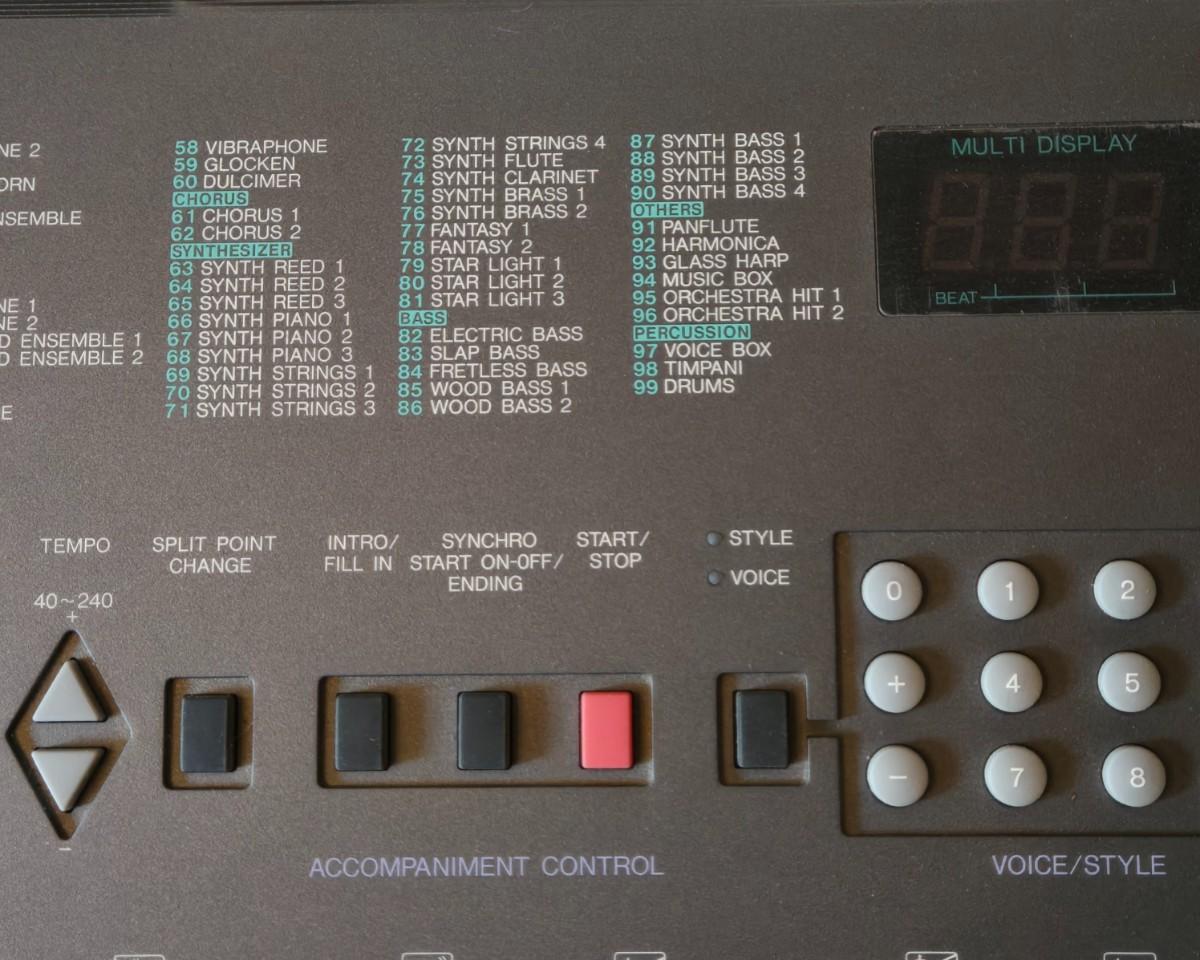 NE 2
ORN
NSEMBLE
NE 1
NE 2
D ENSEMBLE 1
D ENSEMBLE 2
E
58 VIBRAPHONE
59 GLOCKEN
60 DULCIMER
CHORUS
61 CHORUS 1
62 CHORUS 2
SYNTHESIZER
63 SYNTH REED 1
64 SYNTH REED 2
65 SYNTH REED 3
66 SYNTH PIANO 1
67 SYNTH PIANO 2
68 SYNTH PIANO 3
69 SYNTH STRINGS 1
70 SYNTH STRINGS 2
71 SYNTH STRINGS 3
72 SYNTH STRINGS 4
73 SYNTH FLUTE
74 SYNTH CLARINET
75 SYNTH BRASS 1
76 SYNTH BRASS 2
77 FANTASY 1
78 FANTASY 2
79 STAR LIGHT 1
80 STAR LIGHT 2
81 STAR LIGHT 3
BASS
82 ELECTRIC BASS
83 SLAP BASS
84 FRETLESS BASS
85 WOOD BASS 1
86 WOOD BASS 2
87 SYNTH BASS 1
88 SYNTH BASS 2
89 SYNTH BASS 3
90 SYNTH BASS 4
OTHERS
91 PANFLUTE
92 HARMONICA
93 GLASS HARP
94 MUSIC BOX
95 ORCHESTRA HIT 1
96 ORCHESTRA HIT 2
PERCUSSION
97 VOICE BOX
98 TIMPANI
99 DRUMS
MULTI DISPLAY
BEAT
TEMPO
40~240
+
−
SPLIT POINT
CHANGE
INTRO/
FILL IN
SYNCHRO
START ON-OFF/
ENDING
START/
STOP
STYLE
VOICE
0 1 2
+ 4 5
− 7 8
ACCOMPANIMENT CONTROL
VOICE/STYLE